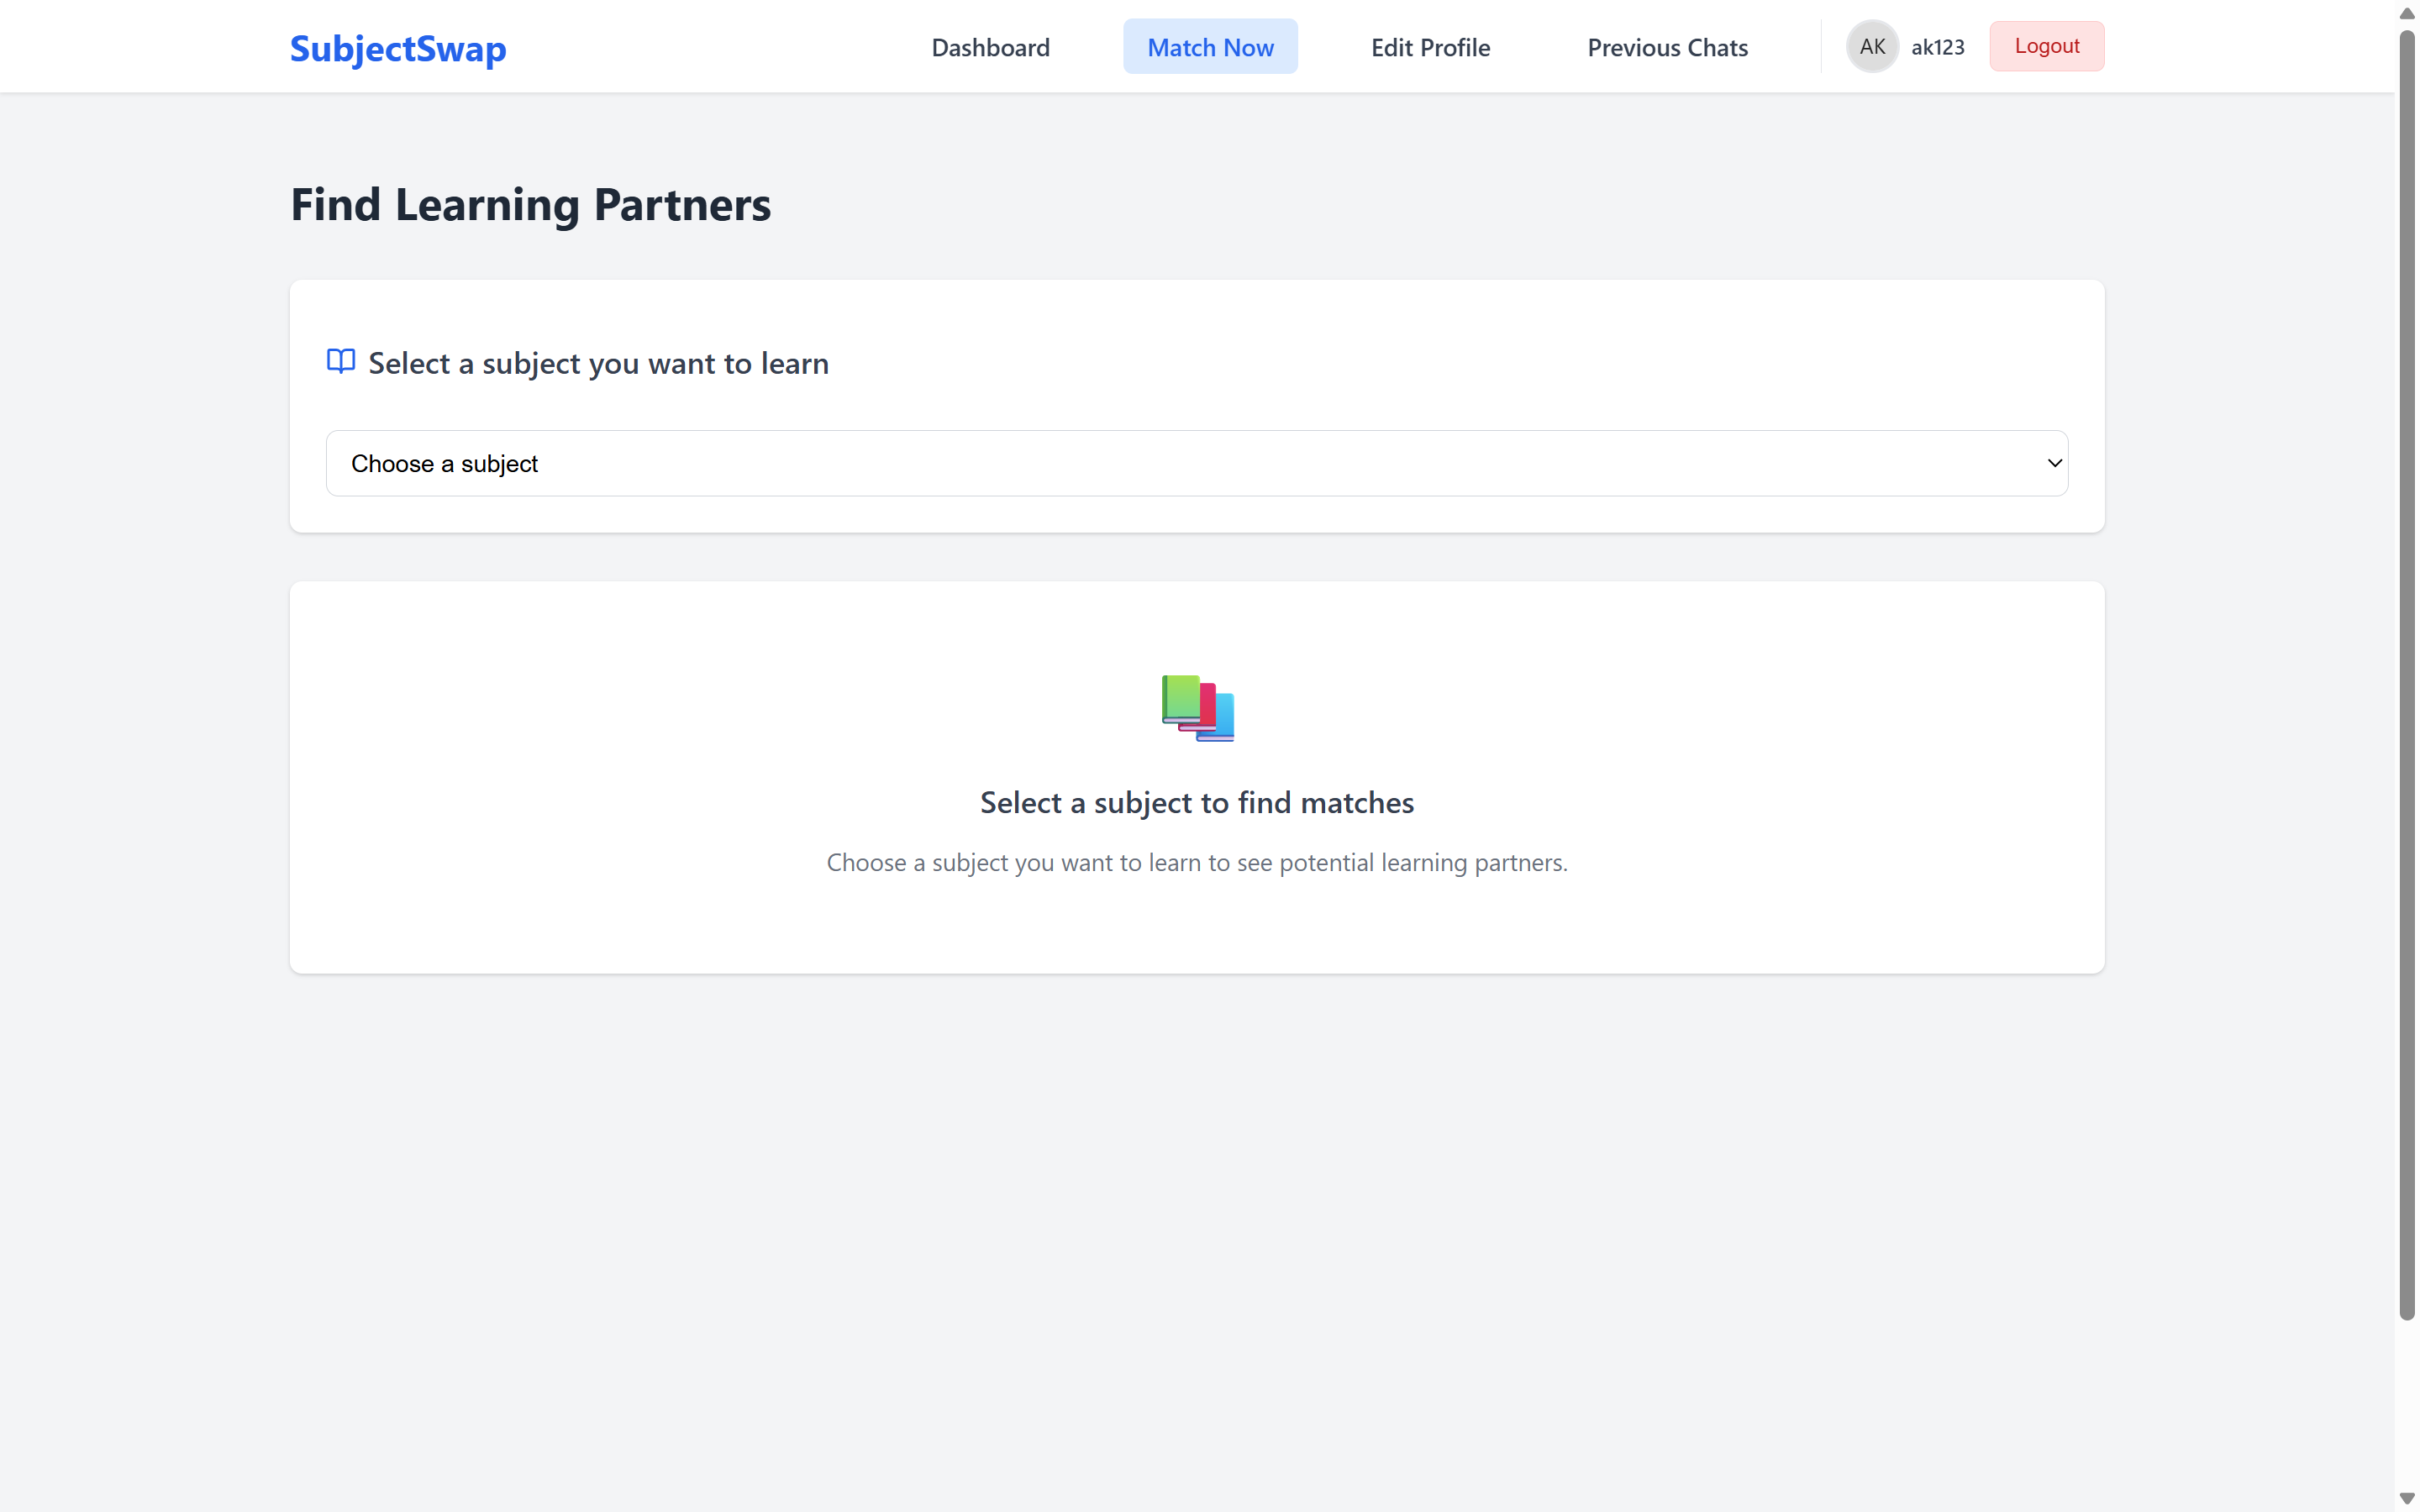 SubjectSwap
Dashboard
Match Now
Edit Profile
Previous Chats
AK
ak123
Logout
Find Learning Partners
Select a subject you want to learn
Choose a subject
Select a subject to find matches
Choose a subject you want to learn to see potential learning partners.